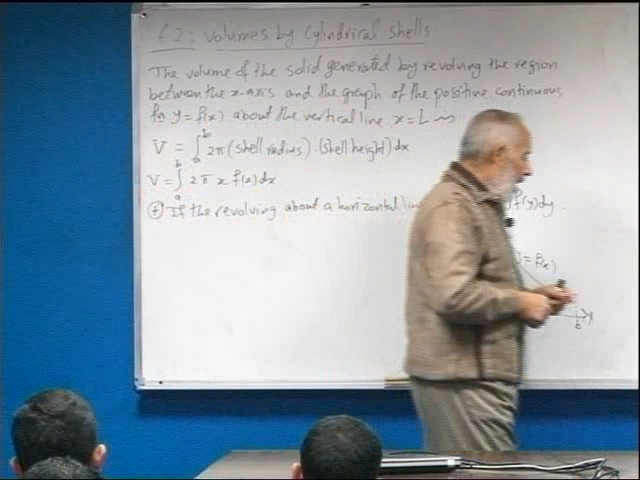 6.2: Volumes by Cylindrical shells
The volume of the solid generated by revolving the region
between the x-axis and the graph of the positive continuous
fn y=f(x) about the vertical line x=L is
V = ∫ₐᵇ 2π (shell radius) . (shell height) dx
V = ∫ₐᵇ 2π x f(x) dx
If the revolving about a horizontal line f(y) dy
= f(x)
b x